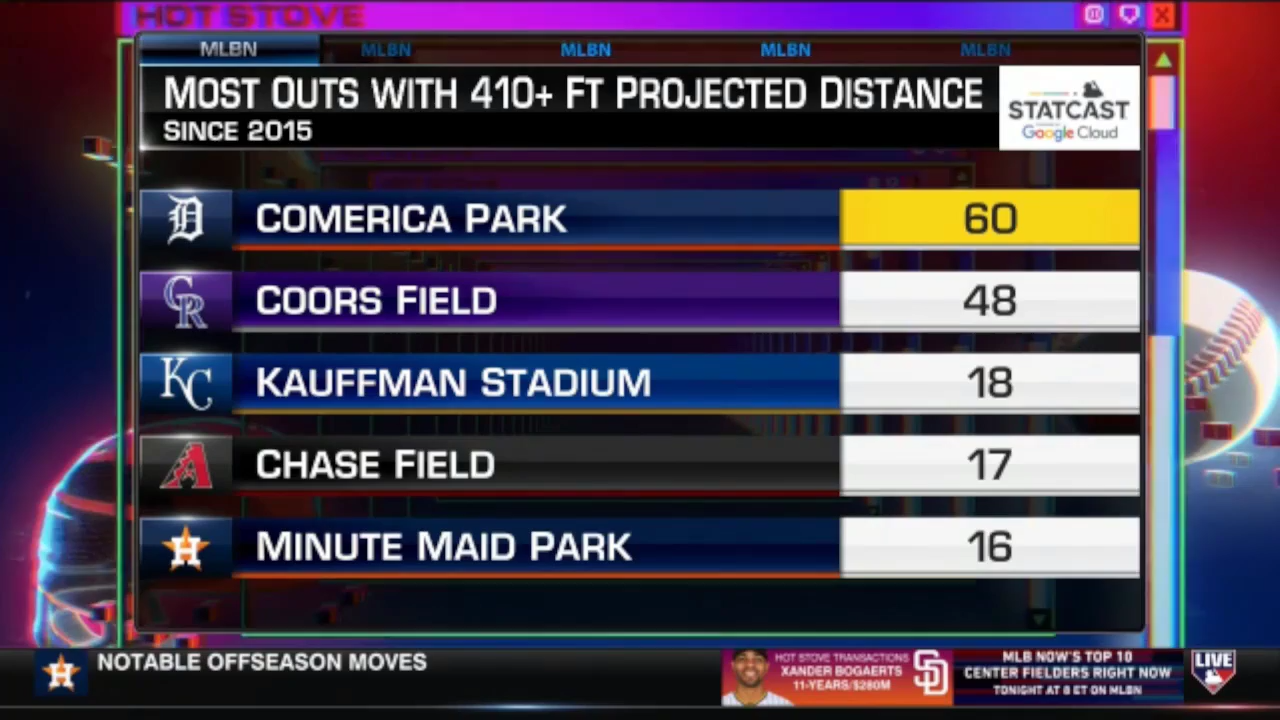 HOT STOVE
MLBN MLBN MLBN MLBN MLBN
MOST OUTS WITH 410+ FT PROJECTED DISTANCE
SINCE 2015
STATCAST
Google Cloud
D COMERICA PARK 60
CR COORS FIELD 48
KC KAUFFMAN STADIUM 18
A CHASE FIELD 17
H MINUTE MAID PARK 16
H NOTABLE OFFSEASON MOVES
HOT STOVE TRANSACTIONS
XANDER BOGAERTS
11-YEARS/$280M
SD
MLB NOW'S TOP 10
CENTER FIELDERS RIGHT NOW
TONIGHT AT 8 ET ON MLBN
LIVE